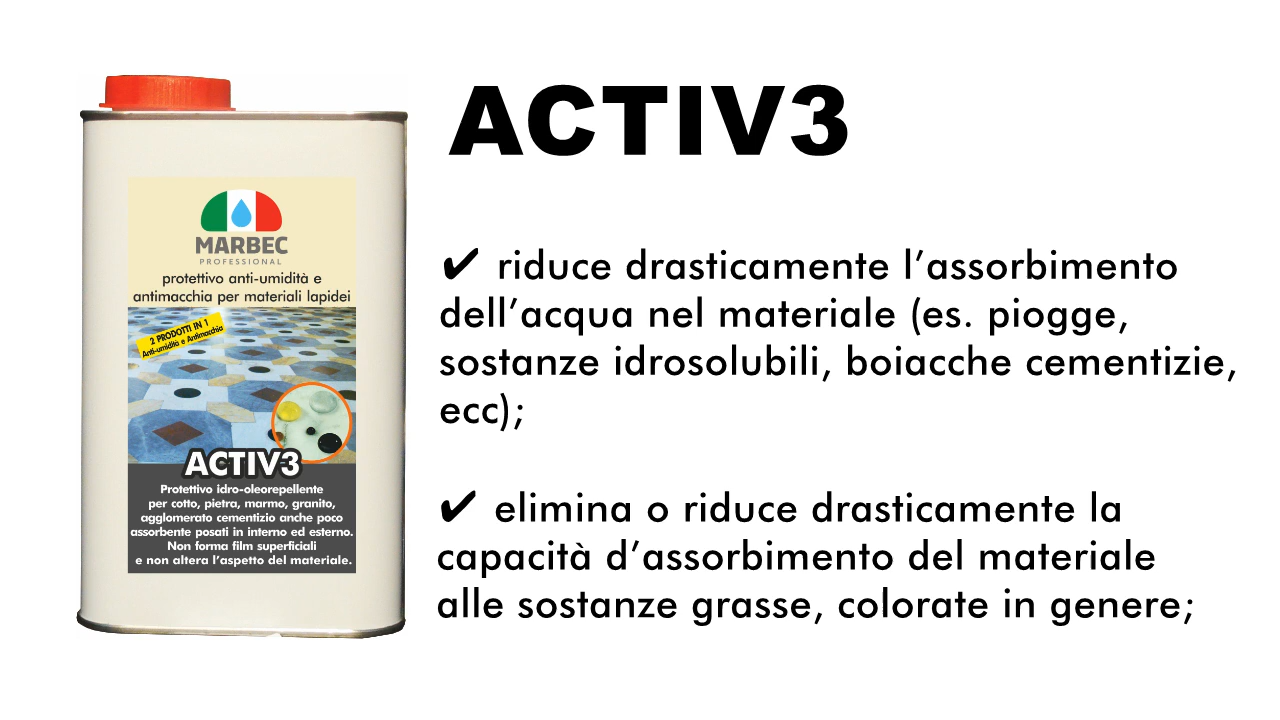 ACTIV3
✔ riduce drasticamente l’assorbimento
dell’acqua nel materiale (es. piogge,
sostanze idrosolubili, boiacche cementizie,
ecc);
✔ elimina o riduce drasticamente la
capacità d’assorbimento del materiale
alle sostanze grasse, colorate in genere;
MARBEC
PROFESSIONAL
protettivo anti-umidità e
antimacchia per materiali lapidei
2 PRODOTTI IN 1
Anti-umidità e Antimacchia
ACTIV3
Protettivo idro-oleorepellente
per cotto, pietra, marmo, granito,
agglomerato cementizio anche poco
assorbente posati in interno ed esterno.
Non forma film superficiali
e non altera l’aspetto del materiale.